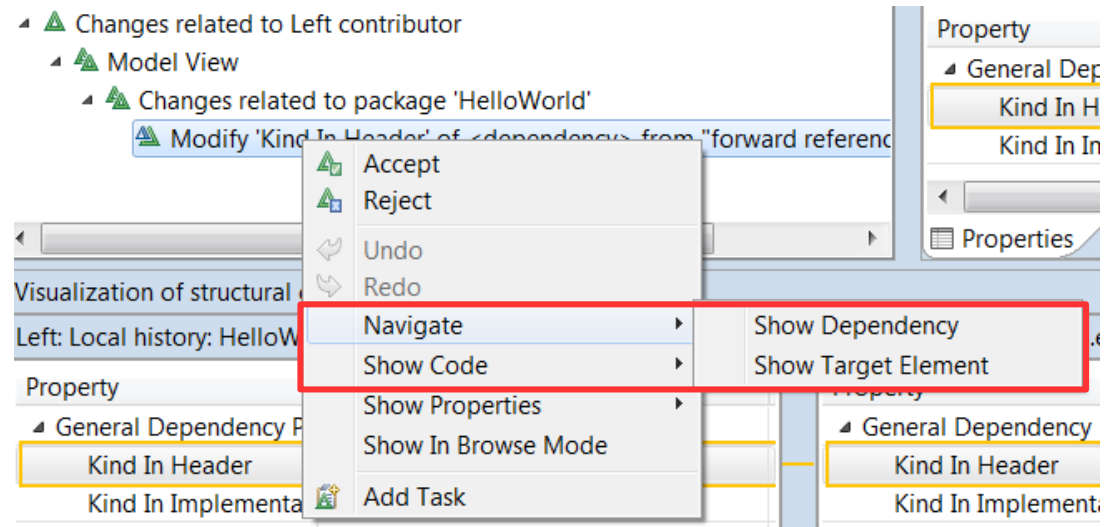 Changes related to Left contributor
Model View
Changes related to package 'HelloWorld'
Modify 'Kind In Header' of <dependency> from "forward referenc
Property
General Dep
Kind In H
Kind In Im
Properties
Accept
Reject
Undo
Redo
Navigate
Show Code
Show Properties
Show In Browse Mode
Add Task
Show Dependency
Show Target Element
Visualization of structural
Left: Local history: HelloW
Property
General Dependency P
Kind In Header
Kind In Implementa
Property
General Dependency
Kind In Header
Kind In Implementa